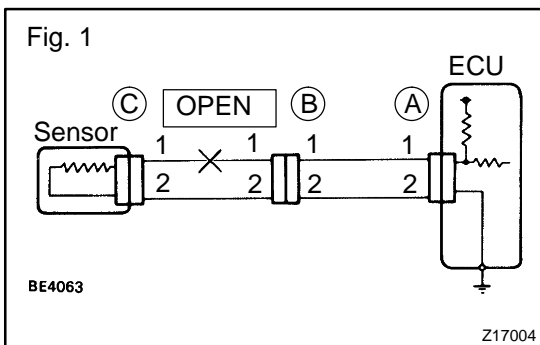 Fig. 1
ECU
C OPEN B A
Sensor
1 1 1 1
2 2 2 2
BE4063
Z17004